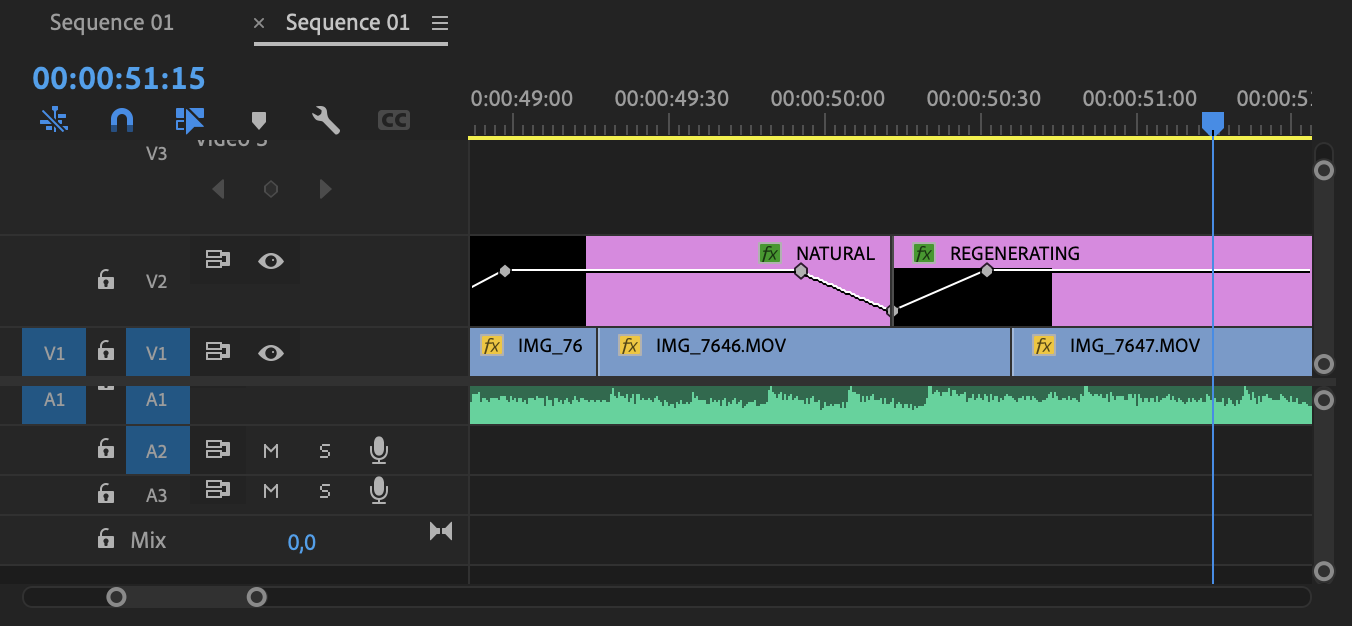 Sequence 01
× Sequence 01
00:00:51:15
0:00:49:00 00:00:49:30 00:00:50:00 00:00:50:30 00:00:51:00 00:00:51:
CC
Video 3
V3
fx NATURAL fx REGENERATING
V2
V1 V1 fx IMG_76 fx IMG_7646.MOV fx IMG_7647.MOV
A1 A1
A2 M S
A3 M S
Mix 0,0